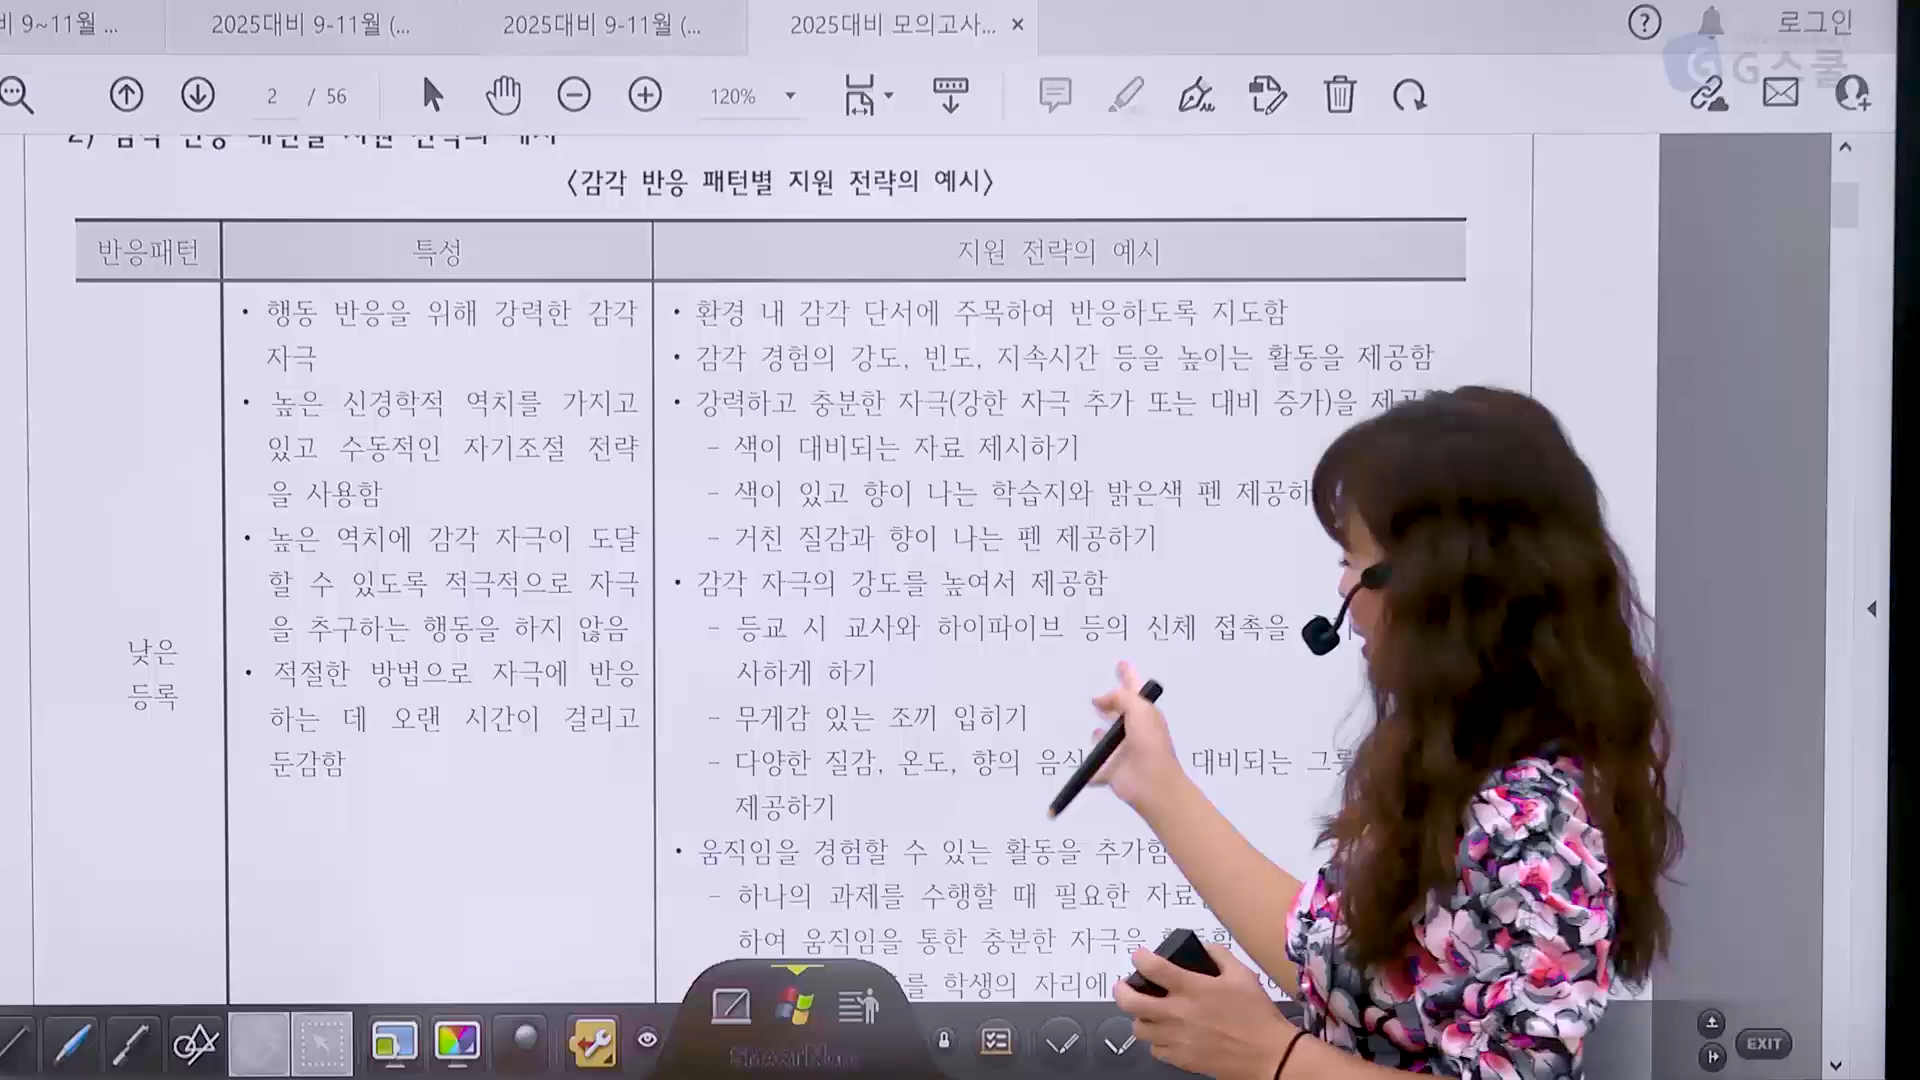 비 9~11월 ...
2025대비 9-11월 (...
2025대비 9-11월 (...
2025대비 모의고사...
로그인
G스쿨
2 / 56
120%
2) 감각 반응 패턴별 지원 전략의 예시
〈감각 반응 패턴별 지원 전략의 예시〉
반응패턴
특성
지원 전략의 예시
낮은
등록
• 행동 반응을 위해 강력한 감각
자극
• 높은 신경학적 역치를 가지고
있고 수동적인 자기조절 전략
을 사용함
• 높은 역치에 감각 자극이 도달
할 수 있도록 적극적으로 자극
을 추구하는 행동을 하지 않음
• 적절한 방법으로 자극에 반응
하는 데 오랜 시간이 걸리고
둔감함
• 환경 내 감각 단서에 주목하여 반응하도록 지도함
• 감각 경험의 강도, 빈도, 지속시간 등을 높이는 활동을 제공함
• 강력하고 충분한 자극(강한 자극 추가 또는 대비 증가)을
- 색이 대비되는 자료 제시하기
- 색이 있고 향이 나는 학습지와 밝은색 펜
- 거친 질감과 향이 나는 펜 제공하기
• 감각 자극의 강도를 높여서 제공함
- 등교 시 교사와 하이파이브 등의 신체 접촉을
사하게 하기
- 무게감 있는 조끼 입히기
- 다양한 질감, 온도, 향의 대비되는
제공하기
• 움직임을 경험할 수 있는 활동을
- 하나의 과제를 수행할 때 필요한
하여 움직임을 통한 충분한 자극을
를 학생의
SMART
EXIT